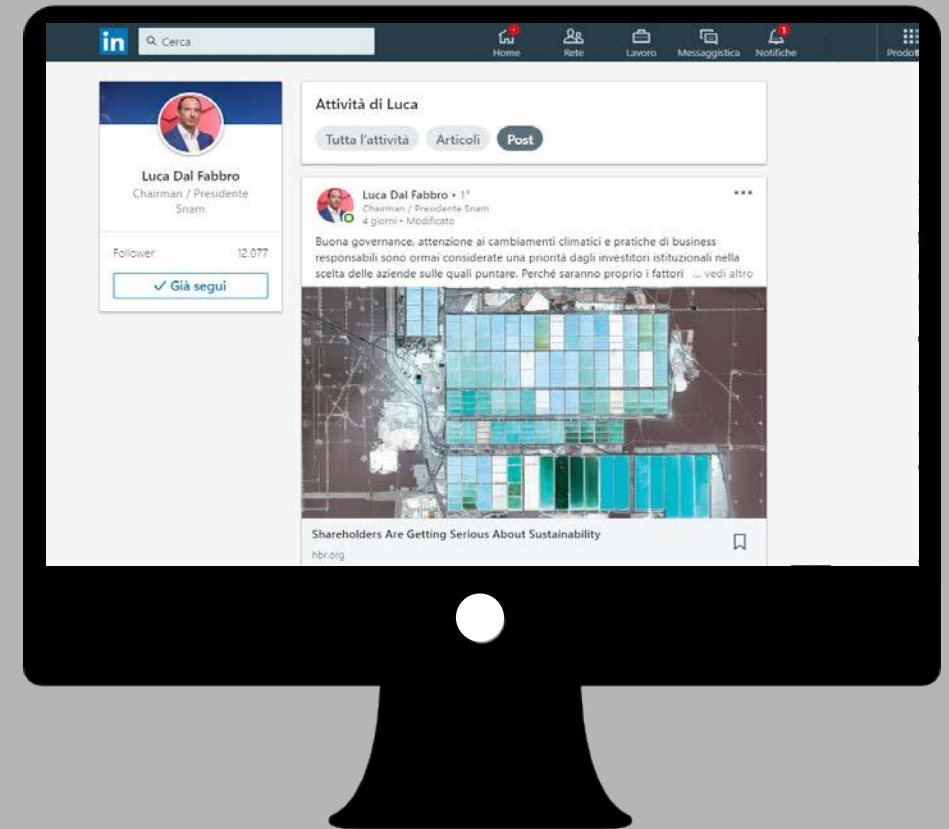 in
Cerca
Home
Rete
Lavoro
Messaggistica
1
Notifiche
Luca Dal Fabbro
Chairman / Presidente
Snam
Follower 12.077
✓ Già segui
Attività di Luca
Tutta l'attività Articoli Post
Luca Dal Fabbro • 1°
Chairman / Presidente Snam
4 giorni • Modificato
Buona governance, attenzione ai cambiamenti climatici e pratiche di business
responsabili sono ormai considerate una priorità dagli investitori istituzionali nella
scelta delle aziende sulle quali puntare. Perché saranno proprio i fattori ... vedi altro
Shareholders Are Getting Serious About Sustainability
hbr.org